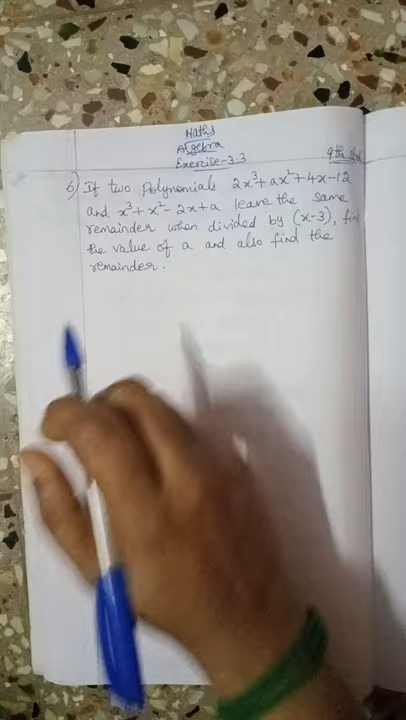 Maths
Algebra
Exercise-3.3
9th std
6) If two Polynomials 2x³+ax²+4x-12
and x³+x²-2x+a leave the same
remainder when divided by (x-3), find
the value of a and also find the
remainder.